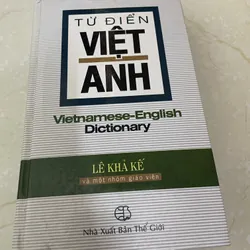 TỪ ĐIỂN
VIỆT
ANH
Vietnamese-English
Dictionary
LÊ KHẢ KẾ
và một nhóm giáo viên
Nhà Xuất Bản Thế Giới